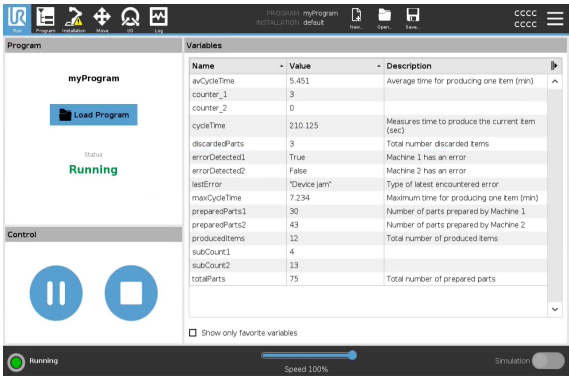 UR
PROGRAM myProgram
INSTALLATION default
New... Open... Save...
CCCC
CCCC
Run Program Installation Move I/O Log
Program
myProgram
Load Program
Status
Running
Control
Variables
Name Value Description
avCycleTime 5.451 Average time for producing one item (min)
counter_1 3
counter_2 0
cycleTime 210.125 Measures time to produce the current item
(sec)
discardedParts 3 Total number discarded items
errorDetected1 True Machine 1 has an error
errorDetected2 False Machine 2 has an error
lastError "Device jam" Type of latest encountered error
maxCycleTime 7.234 Maximum time for producing one item (min)
preparedParts1 30 Number of parts prepared by Machine 1
preparedParts2 43 Number of parts prepared by Machine 2
producedItems 12 Total number of produced items
subCount1 4
subCount2 13
totalParts 75 Total number of prepared parts
Show only favorite variables
Running
Speed 100%
Simulation